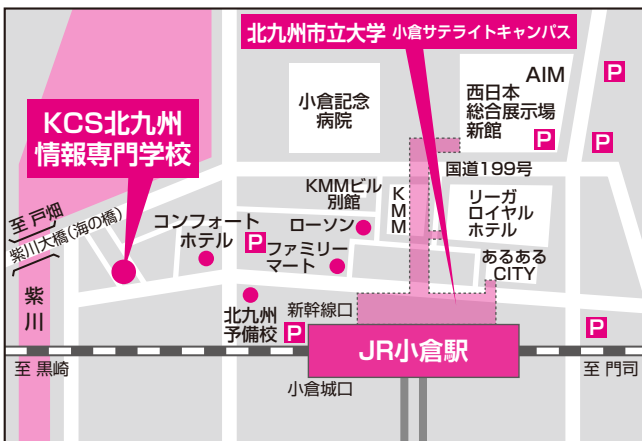 北九州市立大学 小倉サテライトキャンパス
AIM
西日本
総合展示場
新館
P
P
P
小倉記念
病院
KCS北九州
情報専門学校
国道199号
KMMビル
別館
KMM
リーガ
ロイヤル
ホテル
至 戸畑
紫川大橋(海の橋)
コンフォート
ホテル
P
ローソン
ファミリー
マート
あるある
CITY
紫川
北九州
予備校
P
新幹線口
JR小倉駅
P
至 黒崎
小倉城口
至 門司